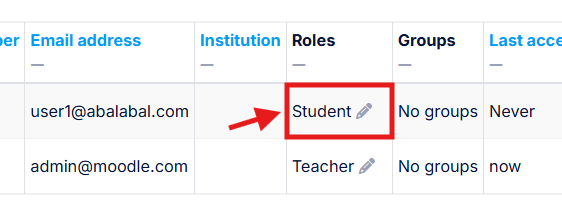 ber Email address Institution Roles Groups Last acce
user1@abalabal.com Student No groups Never
admin@moodle.com Teacher No groups now